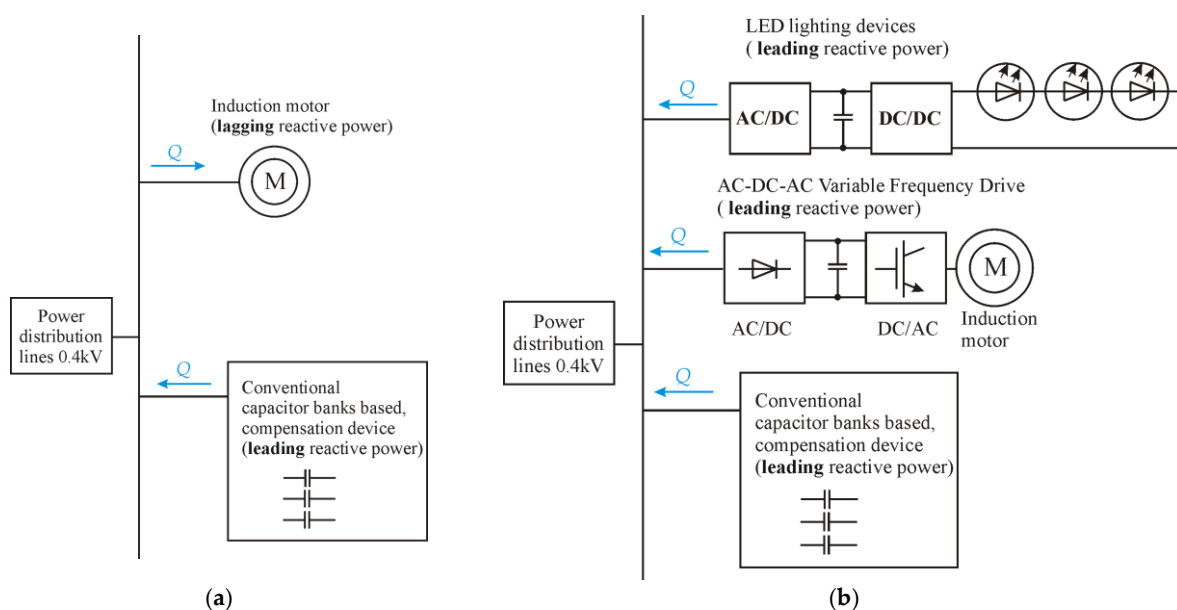 Induction motor
(lagging reactive power)
Q
M
Power
distribution
lines 0.4kV
Q
Conventional
capacitor banks based,
compensation device
(leading reactive power)
(a)
LED lighting devices
( leading reactive power)
Q
AC/DC
DC/DC
AC-DC-AC Variable Frequency Drive
( leading reactive power)
Q
M
AC/DC
DC/AC
Induction
motor
Power
distribution
lines 0.4kV
Q
Conventional
capacitor banks based,
compensation device
(leading reactive power)
(b)